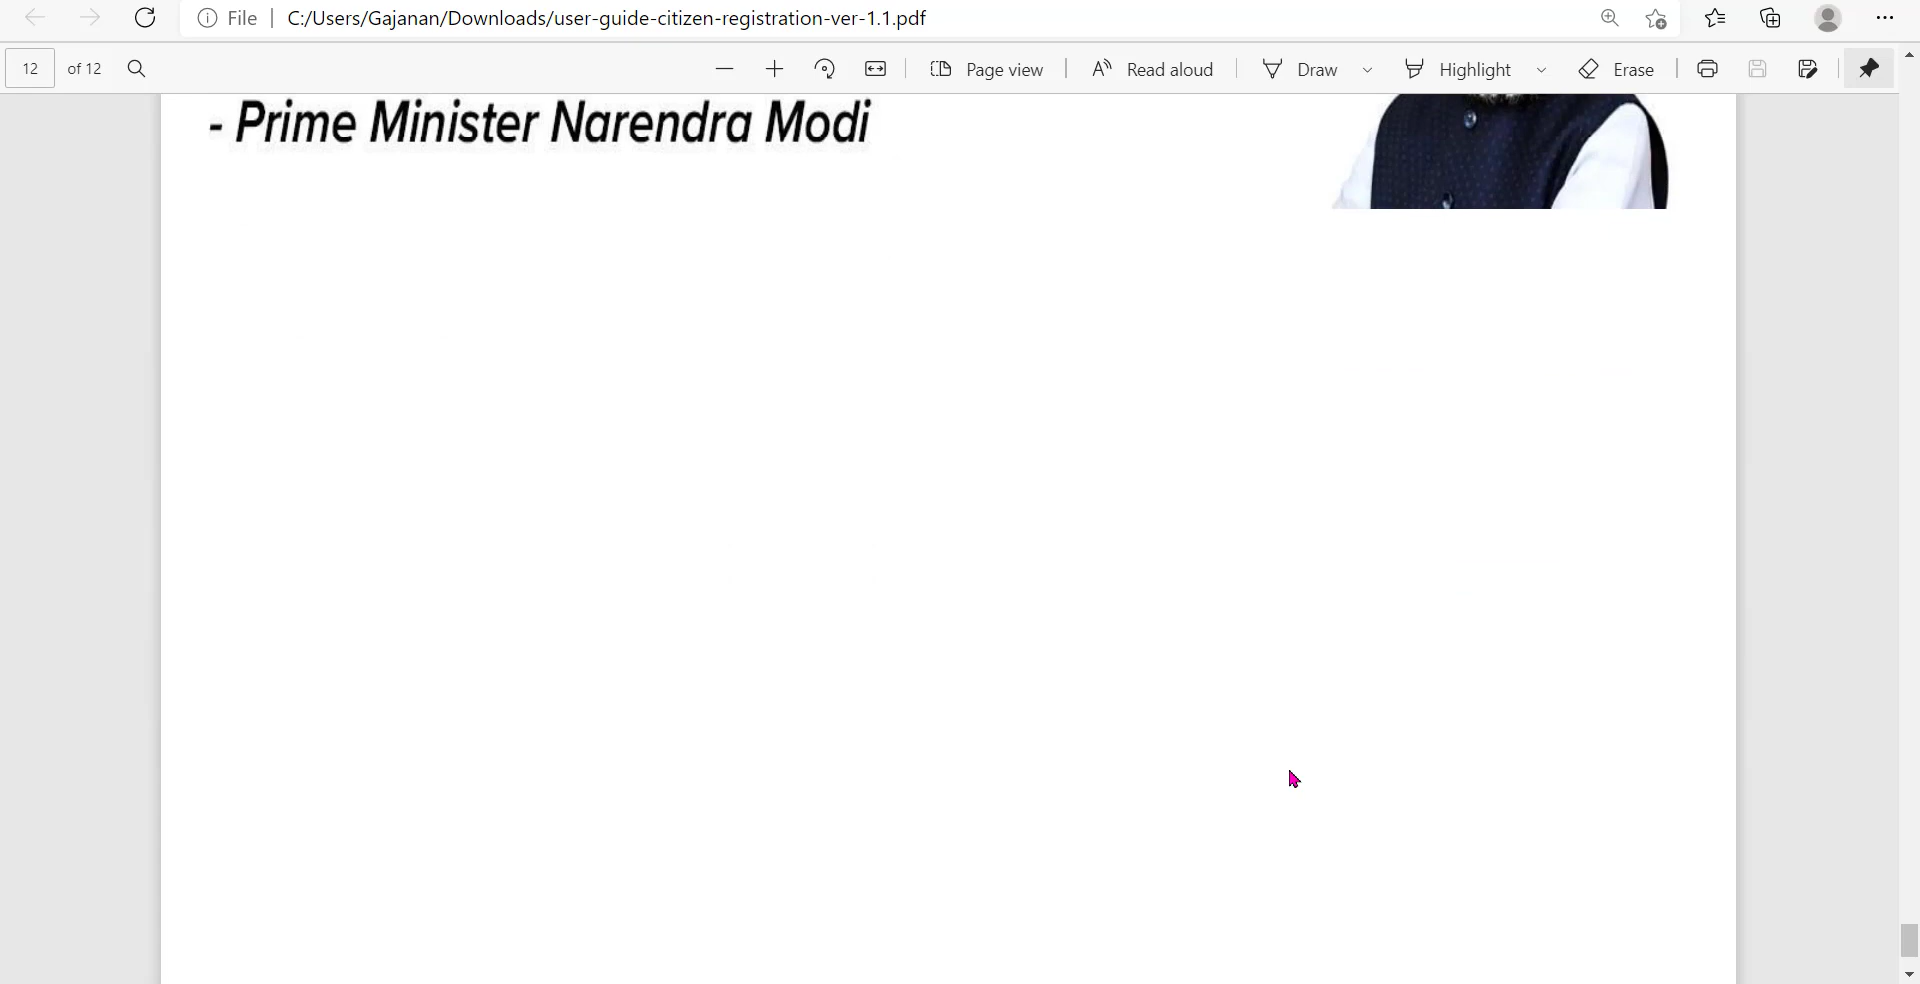 File | C:/Users/Gajanan/Downloads/user-guide-citizen-registration-ver-1.1.pdf
12 of 12 Page view Read aloud Draw Highlight Erase
- Prime Minister Narendra Modi